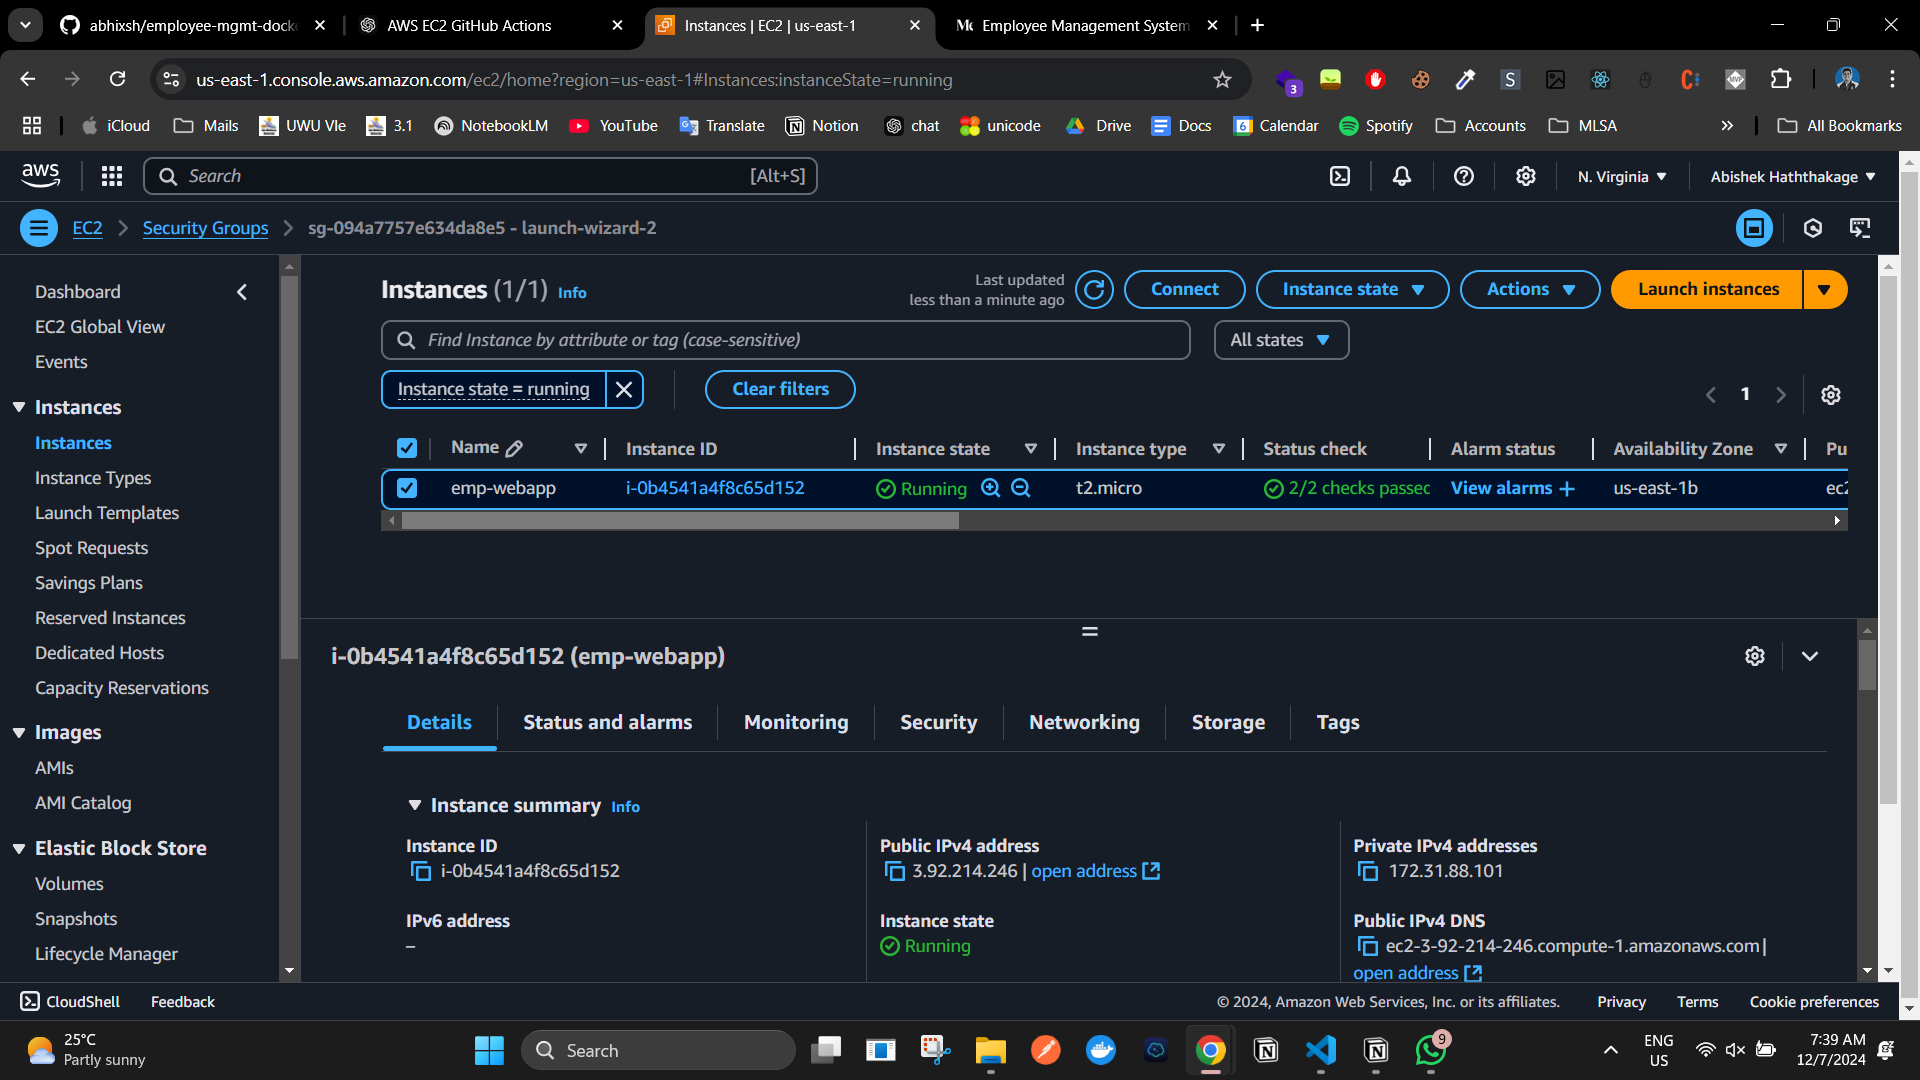 abhixsh/employee-mgmt-docke
AWS EC2 GitHub Actions
Instances | EC2 | us-east-1
Employee Management System
us-east-1.console.aws.amazon.com/ec2/home?region=us-east-1#Instances:instanceState=running
S
3
iCloud
Mails
UWU Vle
3.1
NotebookLM
YouTube
Translate
Notion
chat
unicode
Drive
Docs
Calendar
Spotify
Accounts
MLSA
All Bookmarks
aws
Search
[Alt+S]
N. Virginia
Abishek Haththakage
EC2
Security Groups
sg-094a7757e634da8e5 - launch-wizard-2
Dashboard
EC2 Global View
Events
Instances
Instances
Instance Types
Launch Templates
Spot Requests
Savings Plans
Reserved Instances
Dedicated Hosts
Capacity Reservations
Images
AMIs
AMI Catalog
Elastic Block Store
Volumes
Snapshots
Lifecycle Manager
Instances (1/1) Info
Last updated
less than a minute ago
Connect
Instance state
Actions
Launch instances
Find Instance by attribute or tag (case-sensitive)
All states
Instance state = running
Clear filters
1
Name
Instance ID
Instance state
Instance type
Status check
Alarm status
Availability Zone
Pu
emp-webapp
i-0b4541a4f8c65d152
Running
t2.micro
2/2 checks passec
View alarms +
us-east-1b
ec2
i-0b4541a4f8c65d152 (emp-webapp)
Details
Status and alarms
Monitoring
Security
Networking
Storage
Tags
Instance summary Info
Instance ID
i-0b4541a4f8c65d152
Public IPv4 address
3.92.214.246 | open address
Private IPv4 addresses
172.31.88.101
IPv6 address
–
Instance state
Running
Public IPv4 DNS
ec2-3-92-214-246.compute-1.amazonaws.com |
open address
CloudShell
Feedback
© 2024, Amazon Web Services, Inc. or its affiliates.
Privacy
Terms
Cookie preferences
25°C
Partly sunny
Search
9
ENG
US
7:39 AM
12/7/2024